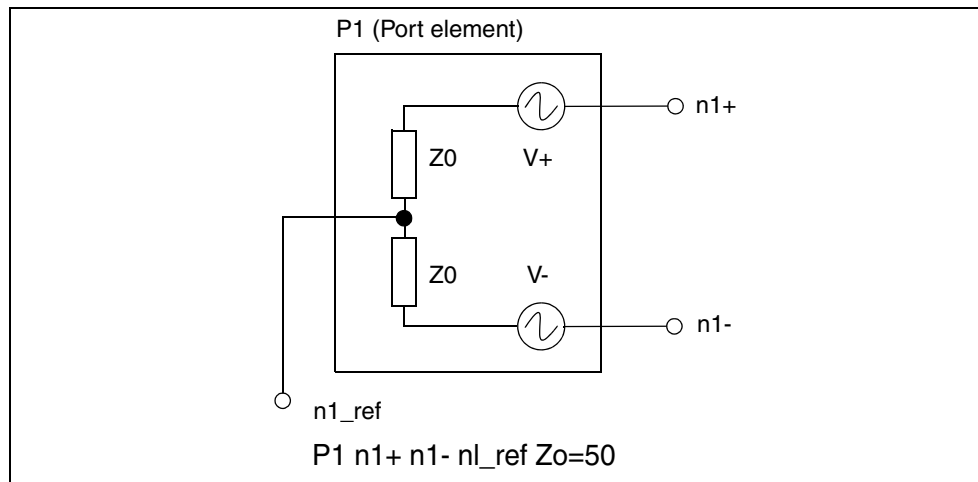 P1 (Port element)
n1+
Z0
V+
Z0
V-
n1-
n1_ref
P1 n1+ n1- nl_ref Zo=50